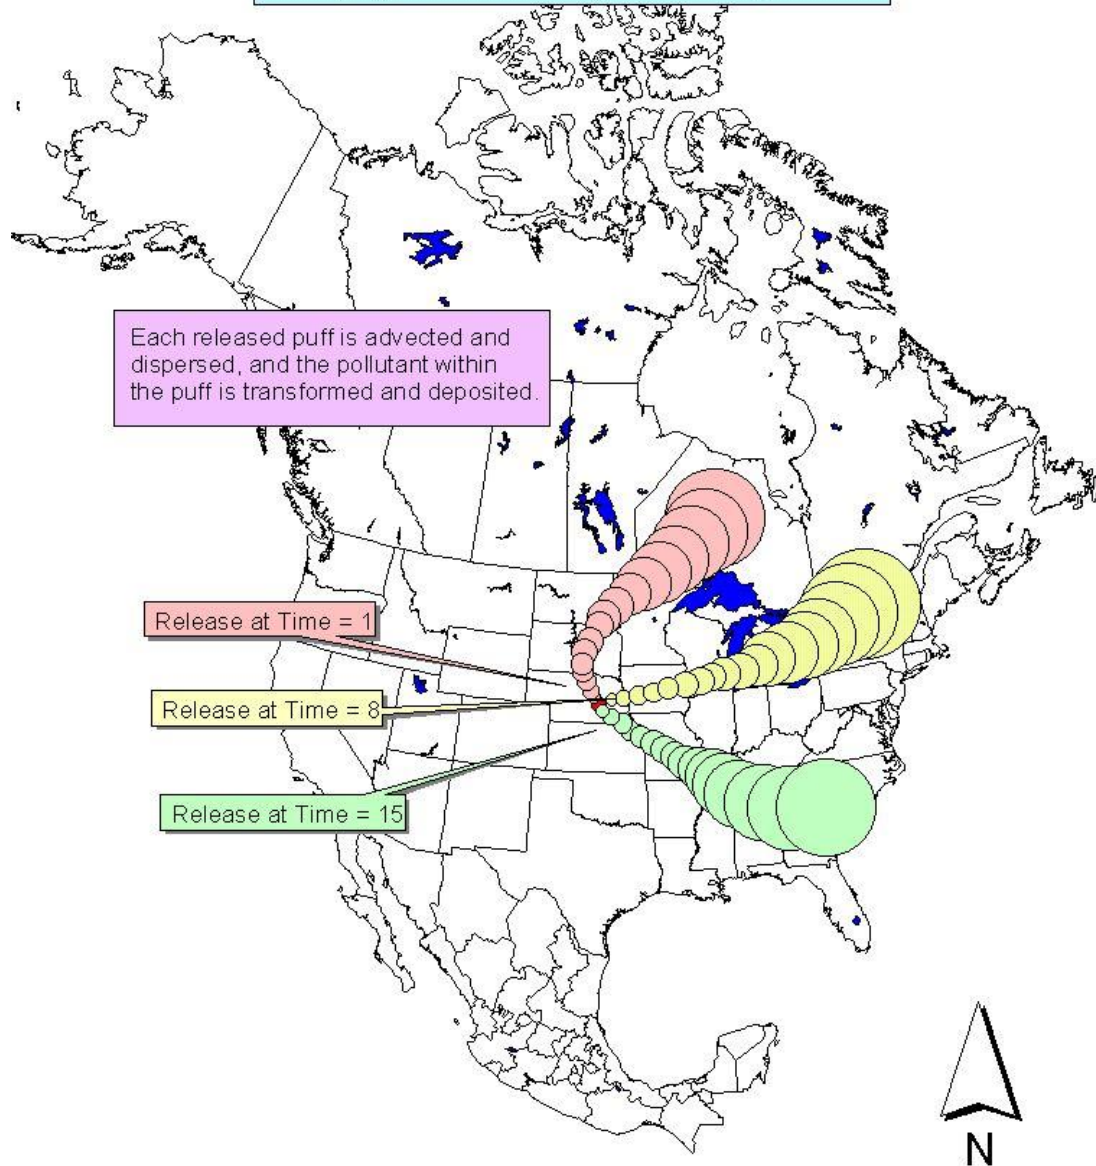 Each released puff is advected and
dispersed, and the pollutant within
the puff is transformed and deposited.
Release at Time = 1
Release at Time = 8
Release at Time = 15
N